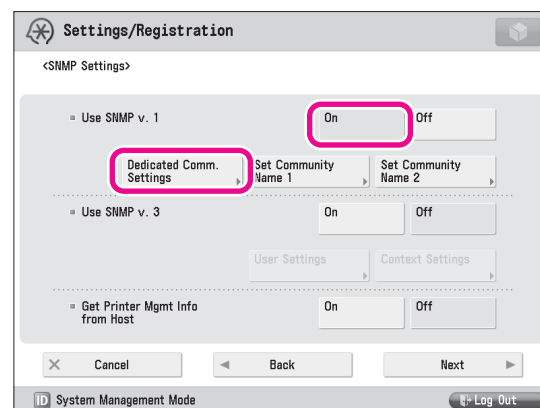 Settings/Registration
<SNMP Settings>
Use SNMP v. 1
On
Off
Dedicated Comm.
Settings
Set Community
Name 1
Set Community
Name 2
Use SNMP v. 3
On
Off
User Settings
Context Settings
Get Printer Mgmt Info
from Host
On
Off
Cancel
Back
Next
ID System Management Mode
Log Out